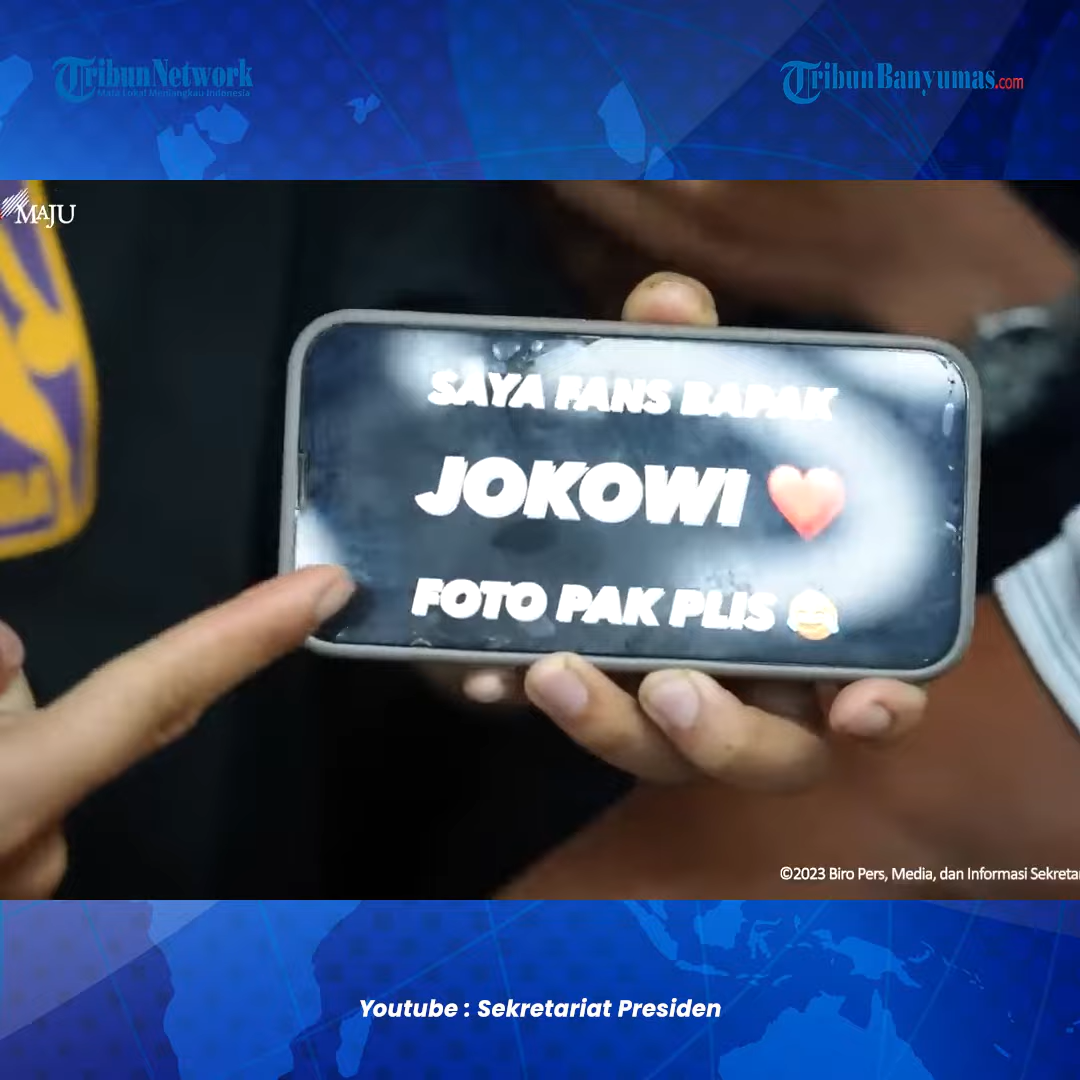 TribunNetwork
Mata Lokal Menjangkau Indonesia
TribunBanyumas.com
MAJU
SAYA FANS BAPAK
JOKOWI ❤️
FOTO PAK PLIS
©2023 Biro Pers, Media, dan Informasi
Youtube : Sekretariat Presiden